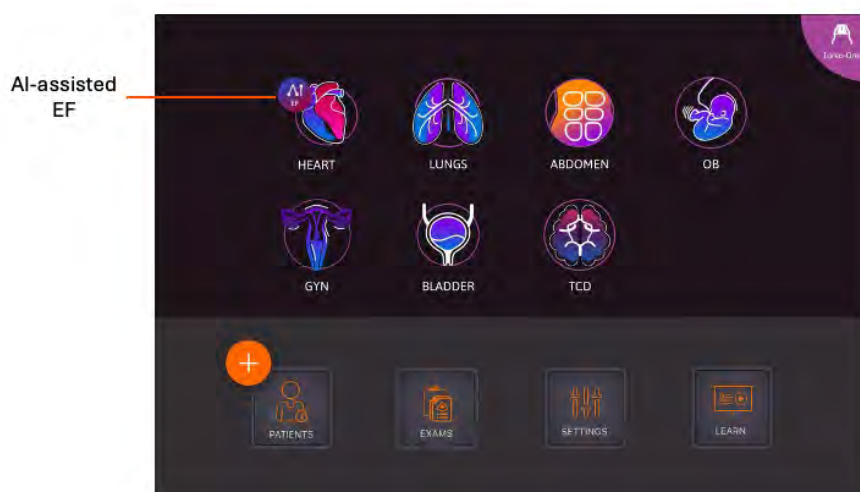 AI-assisted
EF
AI
EF
HEART
LUNGS
ABDOMEN
OB
GYN
BLADDER
TCD
PATIENTS
EXAMS
SETTINGS
LEARN